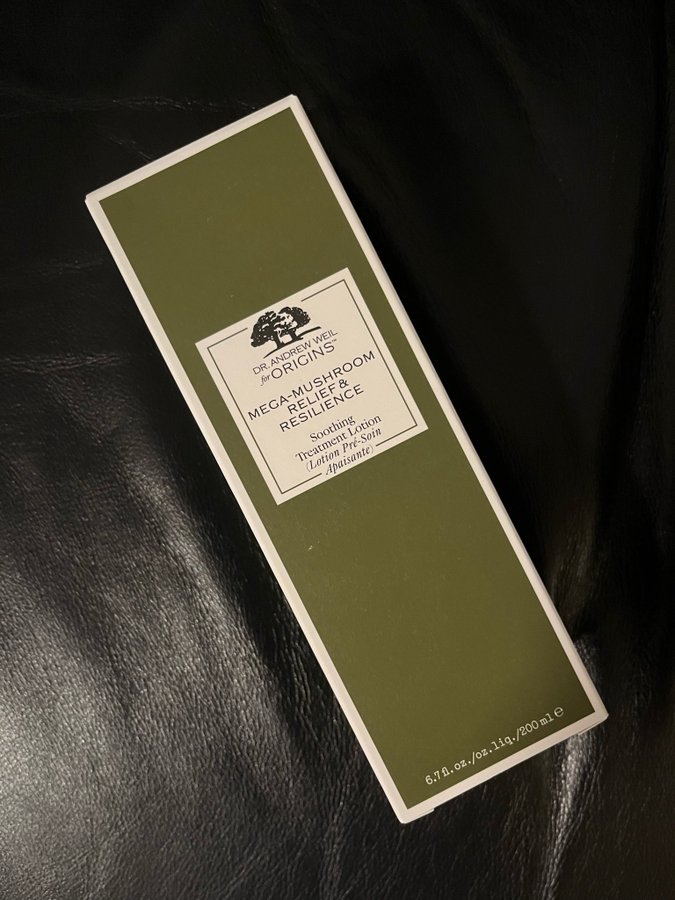 DR. ANDREW WEIL
for ORIGINS™
MEGA-MUSHROOM
RELIEF &
RESILIENCE
Soothing
Treatment Lotion
(Lotion Pré-Soin
Apaisante)
6.7 fl. oz./oz. liq./200 ml ℮